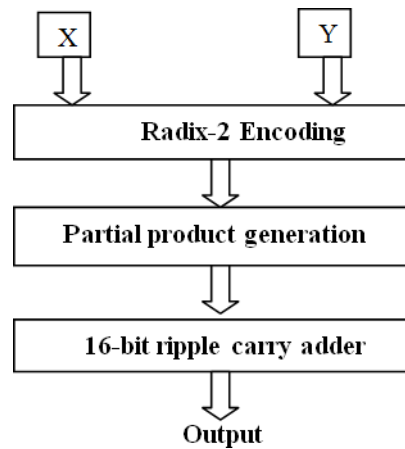 X
Y
Radix-2 Encoding
Partial product generation
16-bit ripple carry adder
Output